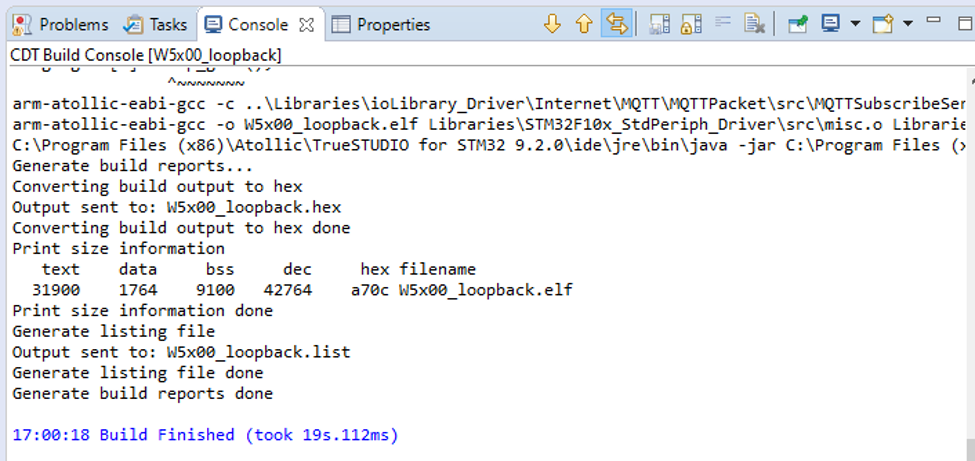 Problems Tasks Console Properties
CDT Build Console [W5x00_loopback]
^~~~~~~~
arm-atollic-eabi-gcc -c ..\Libraries\ioLibrary_Driver\Internet\MQTT\MQTTPacket\src\MQTTSubscribeSer
arm-atollic-eabi-gcc -o W5x00_loopback.elf Libraries\STM32F10x_StdPeriph_Driver\src\misc.o Librarie
C:\Program Files (x86)\Atollic\TrueSTUDIO for STM32 9.2.0\ide\jre\bin\java -jar C:\Program Files (x
Generate build reports...
Converting build output to hex
Output sent to: W5x00_loopback.hex
Converting build output to hex done
Print size information
   text    data     bss     dec     hex filename
  31900    1764    9100   42764    a70c W5x00_loopback.elf
Print size information done
Generate listing file
Output sent to: W5x00_loopback.list
Generate listing file done
Generate build reports done
17:00:18 Build Finished (took 19s.112ms)